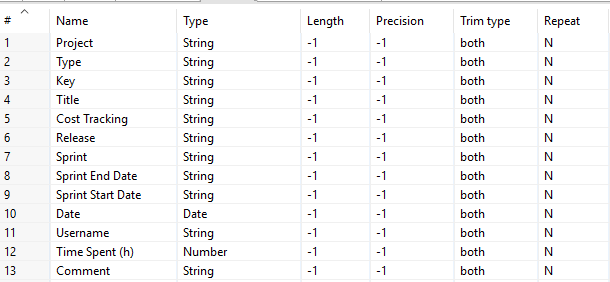 # Name Type Length Precision Trim type Repeat
1 Project String -1 -1 both N
2 Type String -1 -1 both N
3 Key String -1 -1 both N
4 Title String -1 -1 both N
5 Cost Tracking String -1 -1 both N
6 Release String -1 -1 both N
7 Sprint String -1 -1 both N
8 Sprint End Date String -1 -1 both N
9 Sprint Start Date String -1 -1 both N
10 Date Date -1 -1 both N
11 Username String -1 -1 both N
12 Time Spent (h) Number -1 -1 both N
13 Comment String -1 -1 both N